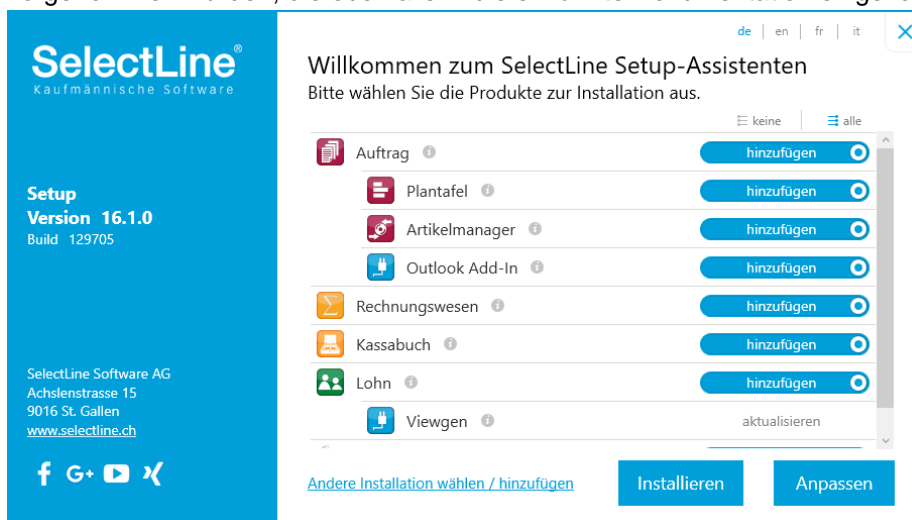 de | en | fr | it
SelectLine®
Kaufmännische Software
Willkommen zum SelectLine Setup-Assistenten
Bitte wählen Sie die Produkte zur Installation aus.
keine | alle
Auftrag hinzufügen
Plantafel hinzufügen
Artikelmanager hinzufügen
Outlook Add-In hinzufügen
Rechnungswesen hinzufügen
Kassabuch hinzufügen
Lohn hinzufügen
Viewgen aktualisieren
Setup
Version 16.1.0
Build 129705
SelectLine Software AG
Achslenstrasse 15
9016 St. Gallen
www.selectline.ch
Andere Installation wählen / hinzufügen
Installieren
Anpassen